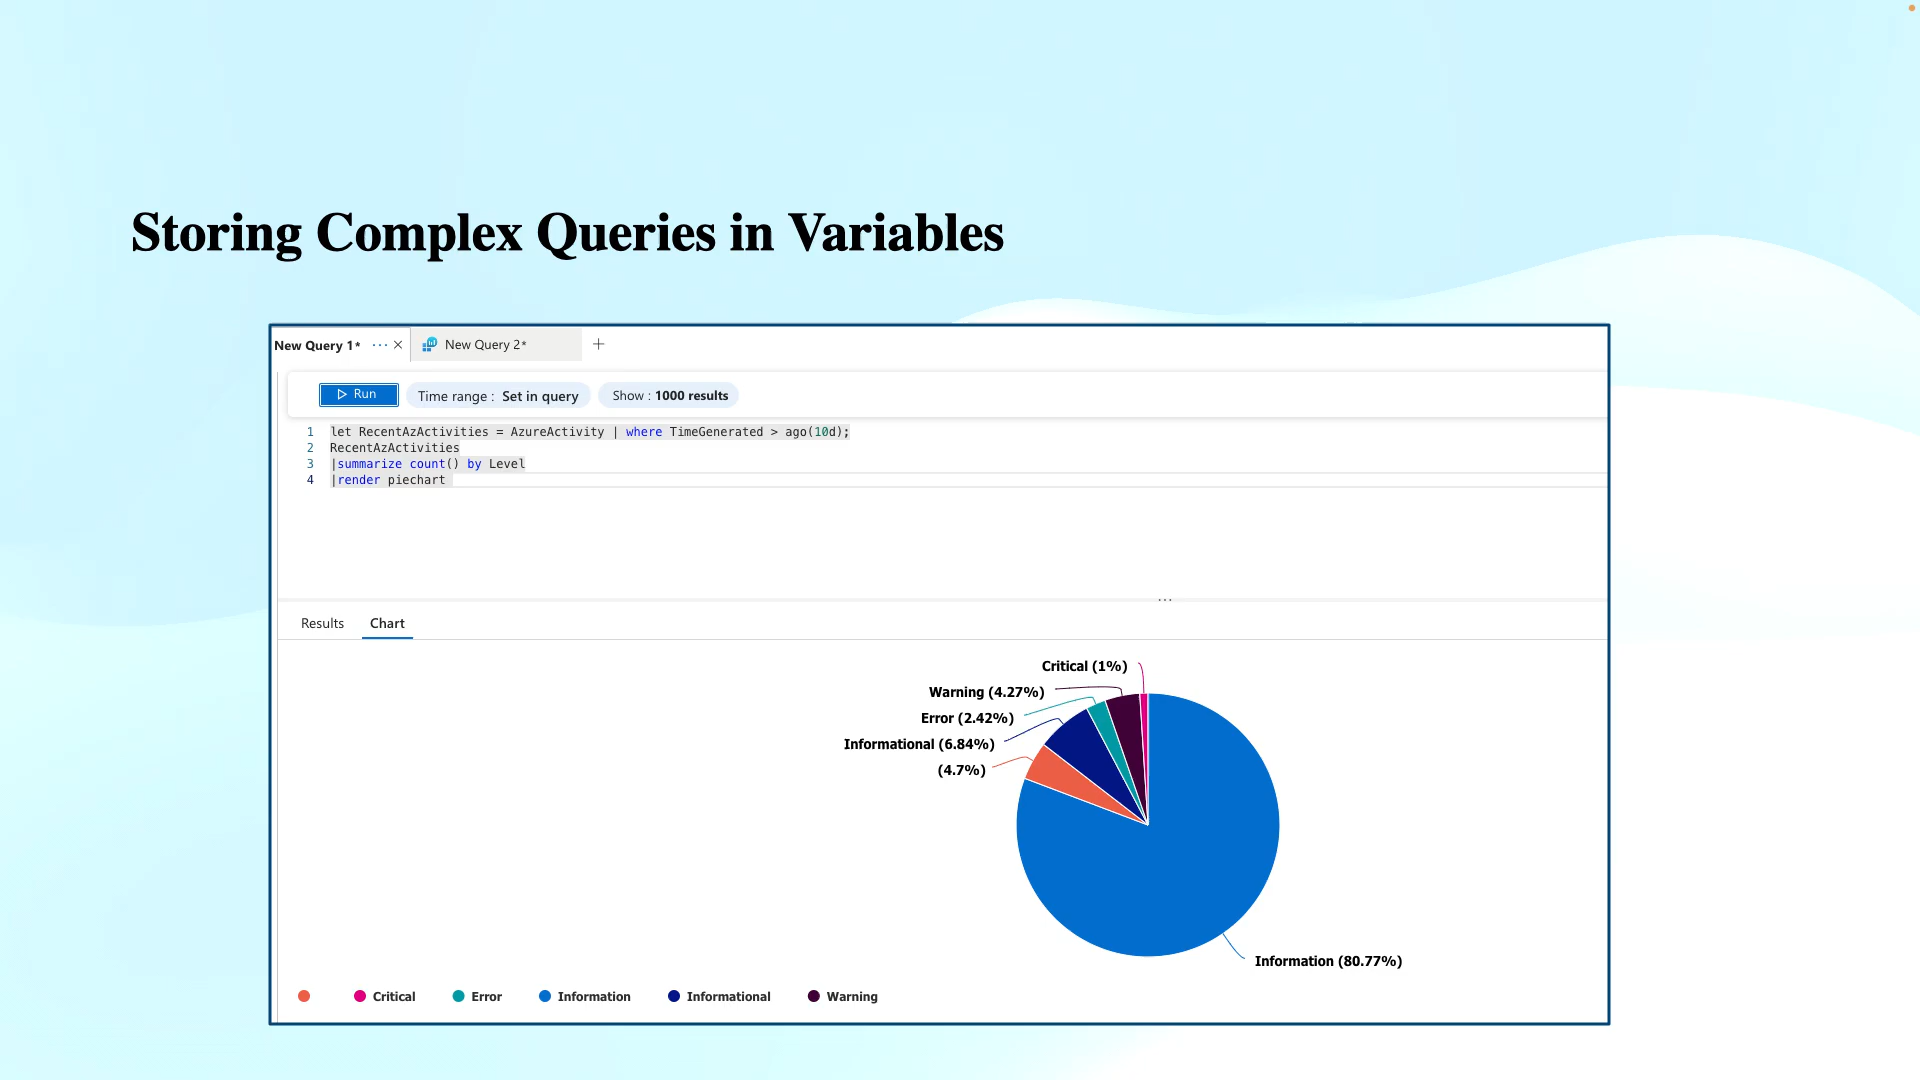 Storing Complex Queries in Variables
New Query 1* ··· × New Query 2* +
Run Time range : Set in query Show : 1000 results
1 let RecentAzActivities = AzureActivity | where TimeGenerated > ago(10d);
2 RecentAzActivities
3 |summarize count() by Level
4 |render piechart
...
Results Chart
Critical (1%)
Warning (4.27%)
Error (2.42%)
Informational (6.84%)
(4.7%)
Information (80.77%)
Critical Error Information Informational Warning